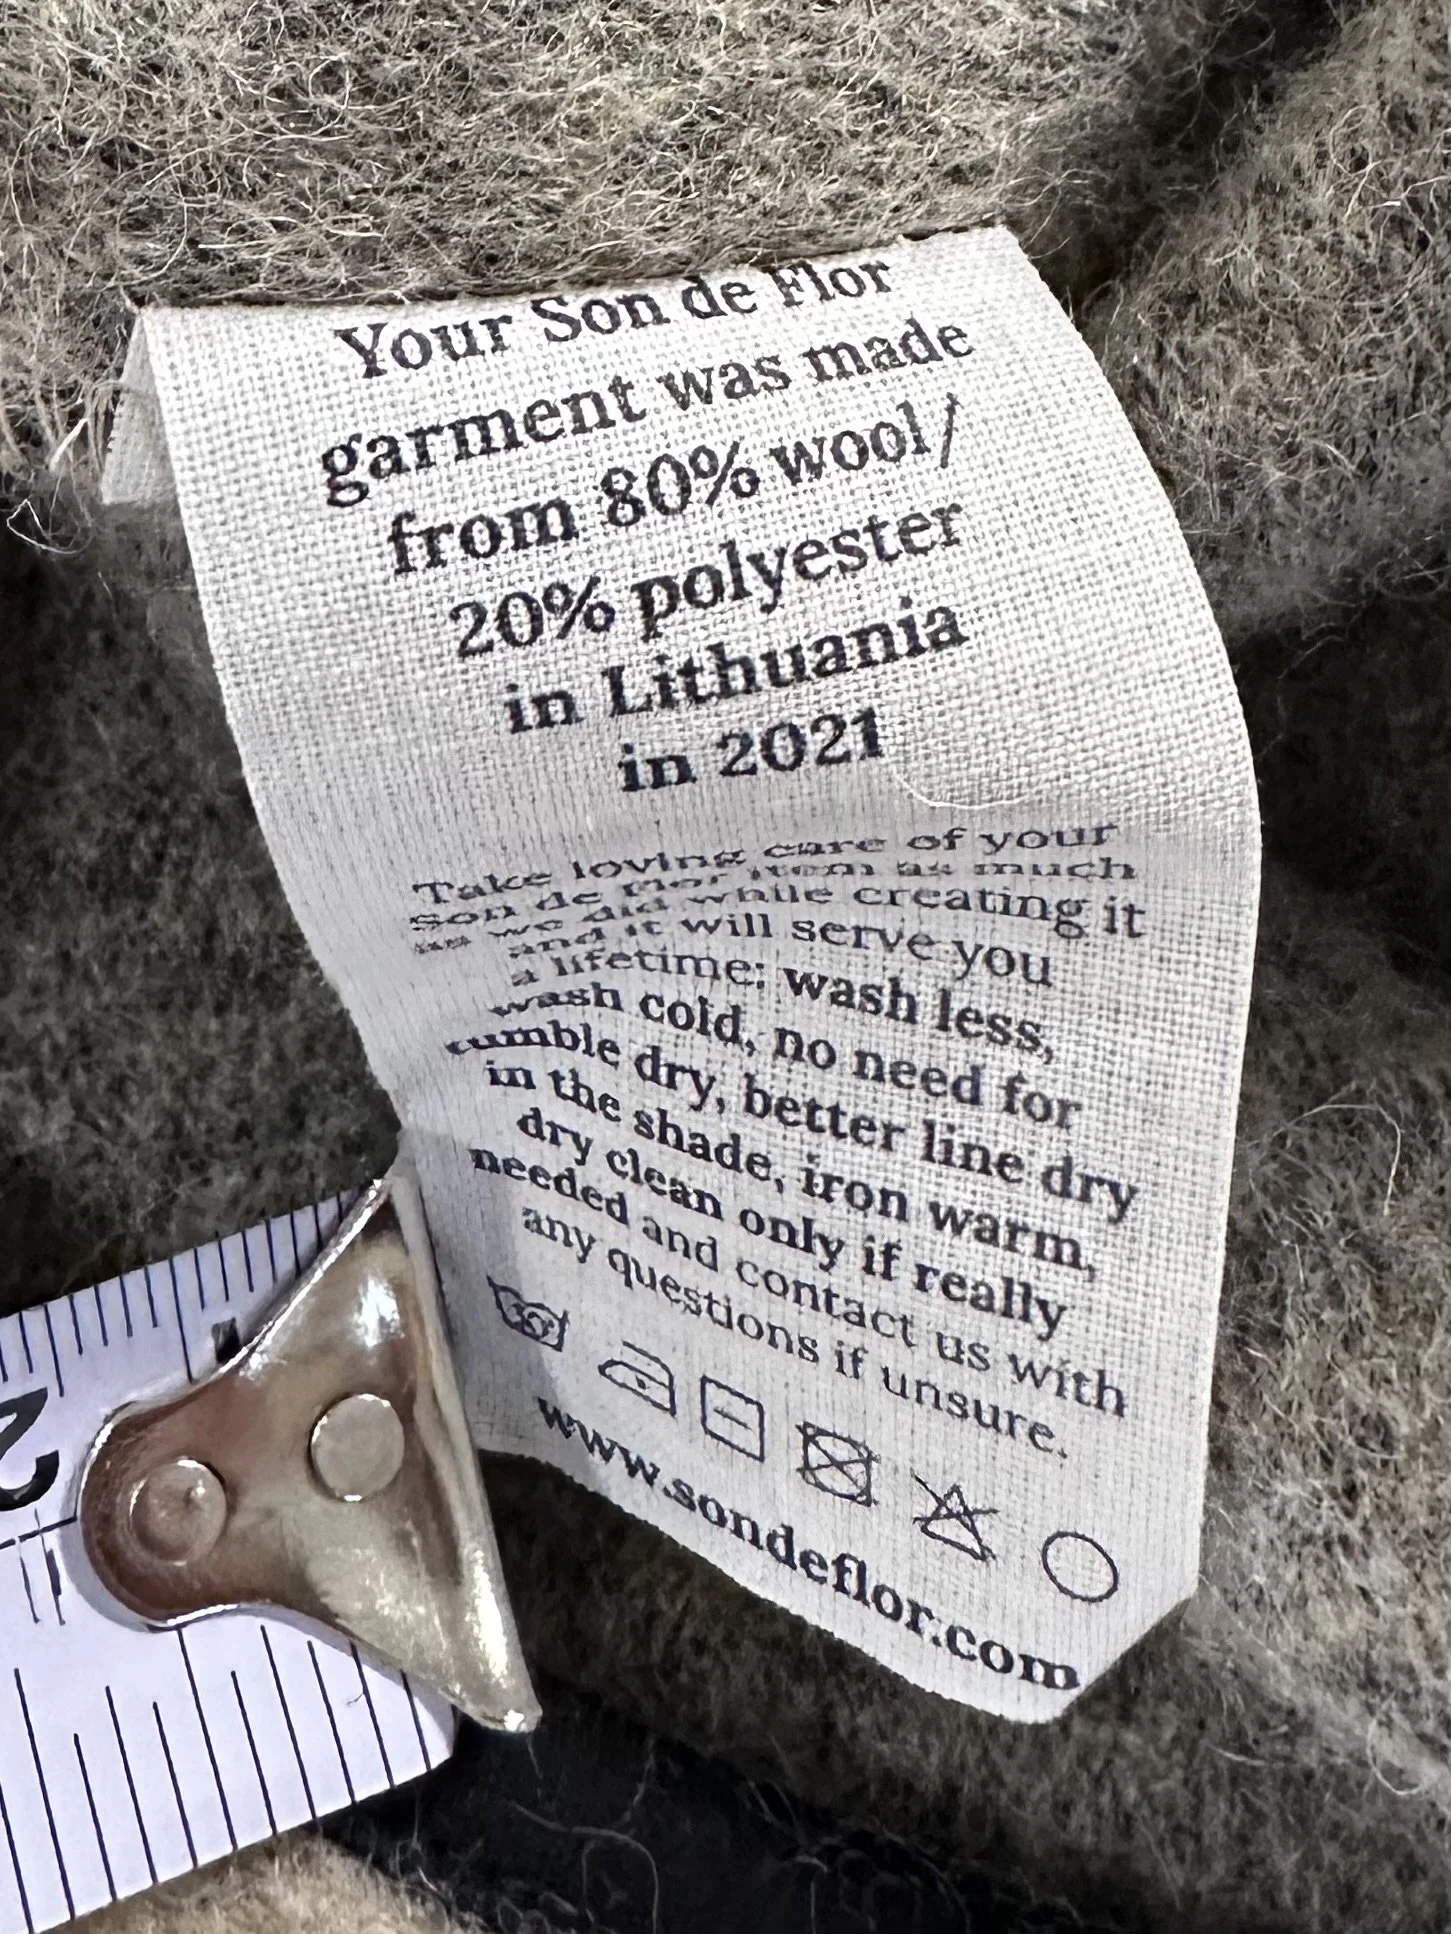 Your Son de Flor
garment was made
from 80% wool/
20% polyester
in Lithuania
in 2021
Take loving care of your
Son de Flor item as much
as we did while creating it
and it will serve you
a lifetime: wash less,
wash cold, no need for
tumble dry, better line dry
in the shade, iron warm,
dry clean only if really
needed and contact us with
any questions if unsure.
30
www.sondeflor.com
2